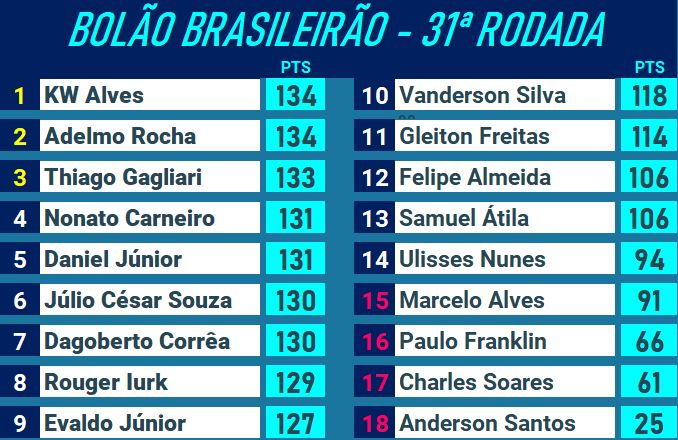 BOLÃO BRASILEIRÃO - 31ª RODADA
PTS
1 KW Alves 134
2 Adelmo Rocha 134
3 Thiago Gagliari 133
4 Nonato Carneiro 131
5 Daniel Júnior 131
6 Júlio César Souza 130
7 Dagoberto Corrêa 130
8 Rouger Iurk 129
9 Evaldo Júnior 127
PTS
10 Vanderson Silva 118
11 Gleiton Freitas 114
12 Felipe Almeida 106
13 Samuel Átila 106
14 Ulisses Nunes 94
15 Marcelo Alves 91
16 Paulo Franklin 66
17 Charles Soares 61
18 Anderson Santos 25